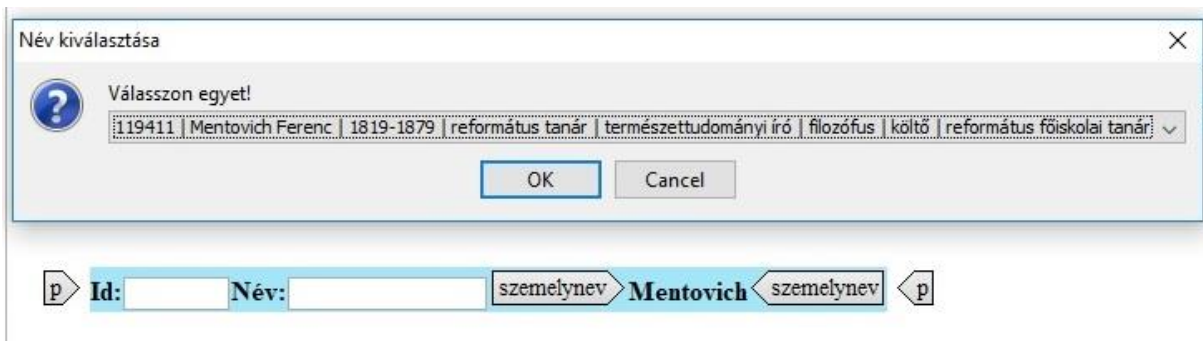 Név kiválasztása
Válasszon egyet!
119411 | Mentovich Ferenc | 1819-1879 | református tanár | természettudományi író | filozófus | költő | református főiskolai tanár
OK Cancel
p Id: Név: szemelynev Mentovich szemelynev p